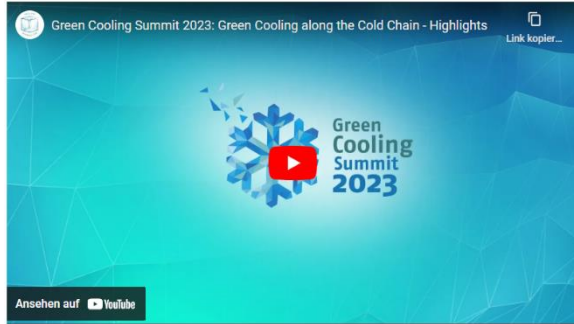 Green Cooling Summit 2023: Green Cooling along the Cold Chain - Highlights
Link kopier...
Green
Cooling
Summit
2023
Ansehen auf YouTube